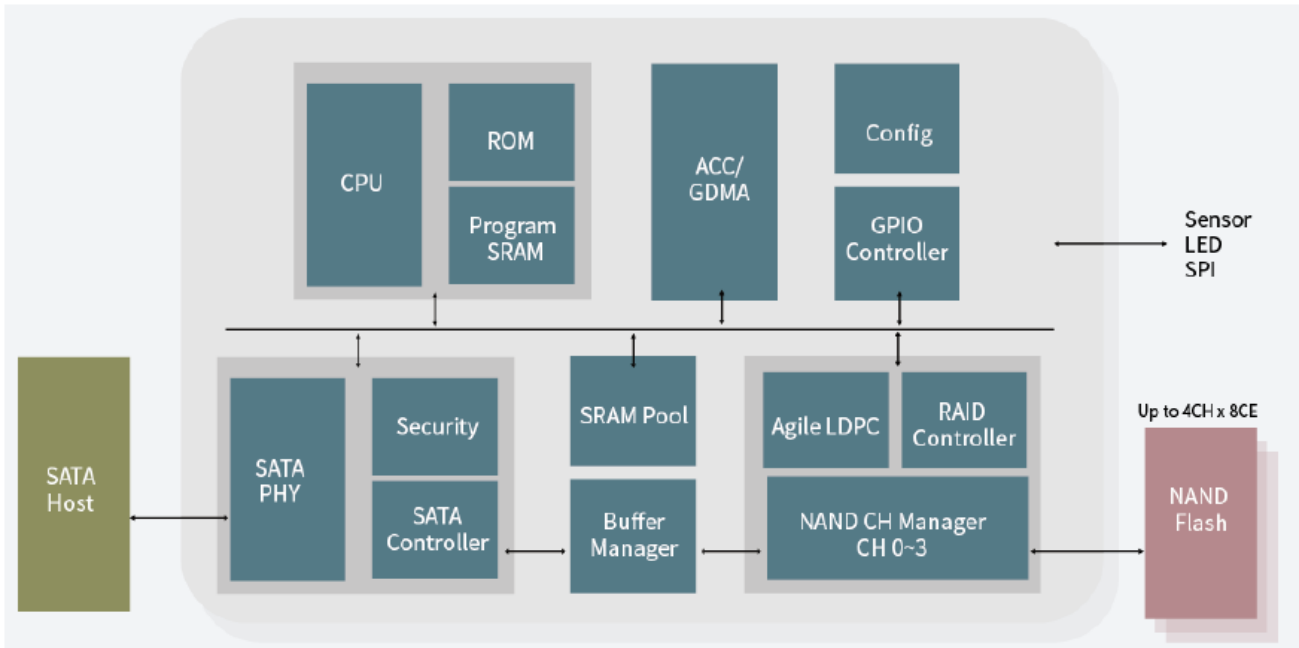 CPU
ROM
Program
SRAM
ACC/
GDMA
Config
GPIO
Controller
Sensor
LED
SPI
SATA
Host
SATA
PHY
Security
SATA
Controller
SRAM Pool
Buffer
Manager
Agile LDPC
RAID
Controller
NAND CH Manager
CH 0~3
Up to 4CH x 8CE
NAND
Flash